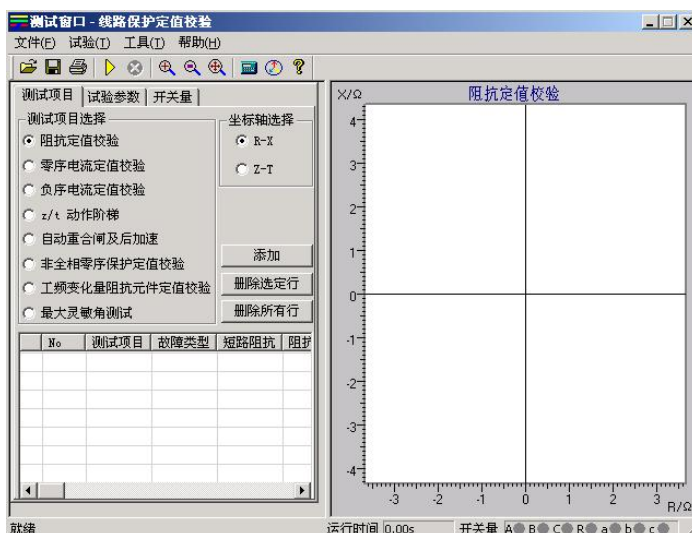 测试窗口 - 线路保护定值校验
文件(F) 试验(T) 工具(T) 帮助(H)
测试项目 试验参数 开关量
测试项目选择
阻抗定值校验
零序电流定值校验
负序电流定值校验
z/t 动作阶梯
自动重合闸及后加速
非全相零序保护定值校验
工频变化量阻抗元件定值校验
最大灵敏角测试
坐标轴选择
R-X
Z-T
添加
删除选定行
删除所有行
No 测试项目 故障类型 短路阻抗 阻抗
X/Ω
阻抗定值校验
4
3
2
1
0
-1
-2
-3
-4
-3 -2 -1 0 1 2 3
R/Ω
就绪
运行时间 0.00s 开关量 A B C R a b c